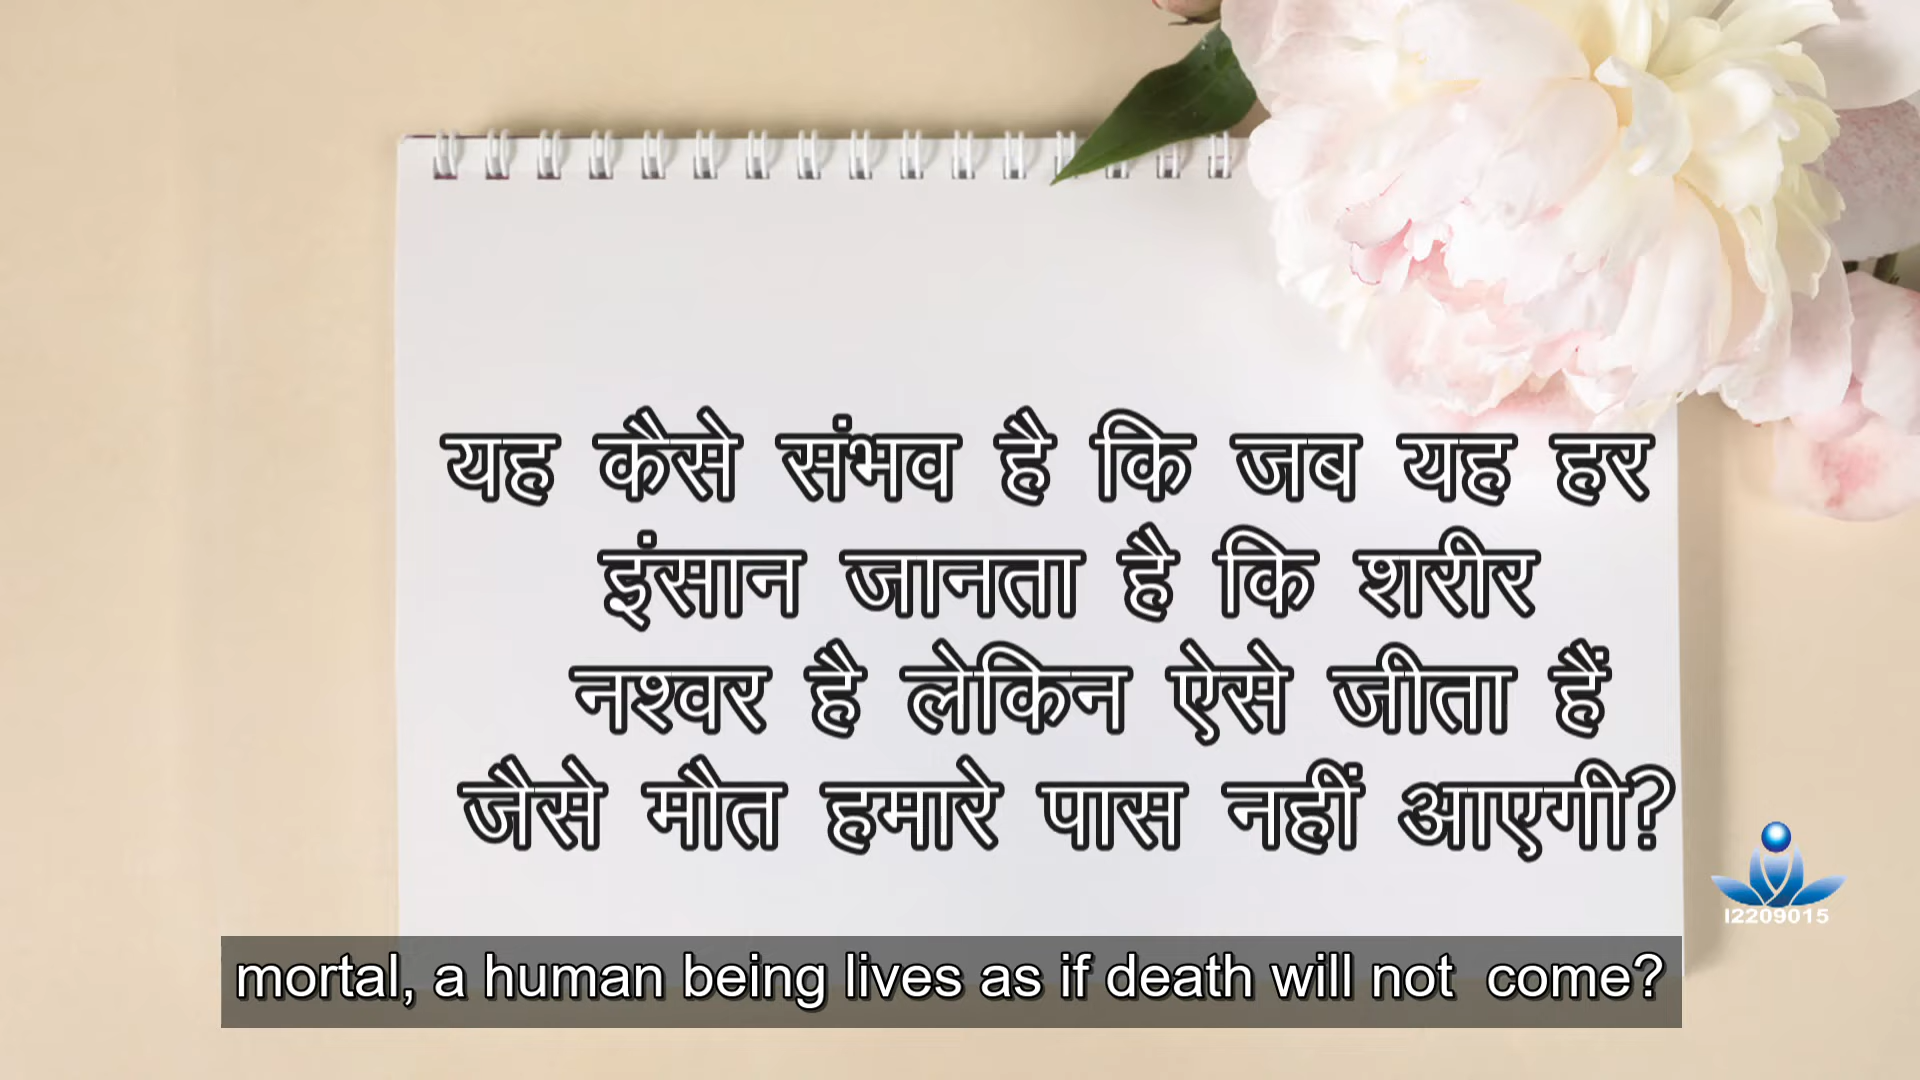 यह कैसे संभव है कि जब यह हर
इंसान जानता है कि शरीर
नश्वर है लेकिन ऐसे जीता हैं
जैसे मौत हमारे पास नहीं आएगी?
I2209015
mortal, a human being lives as if death will not come?